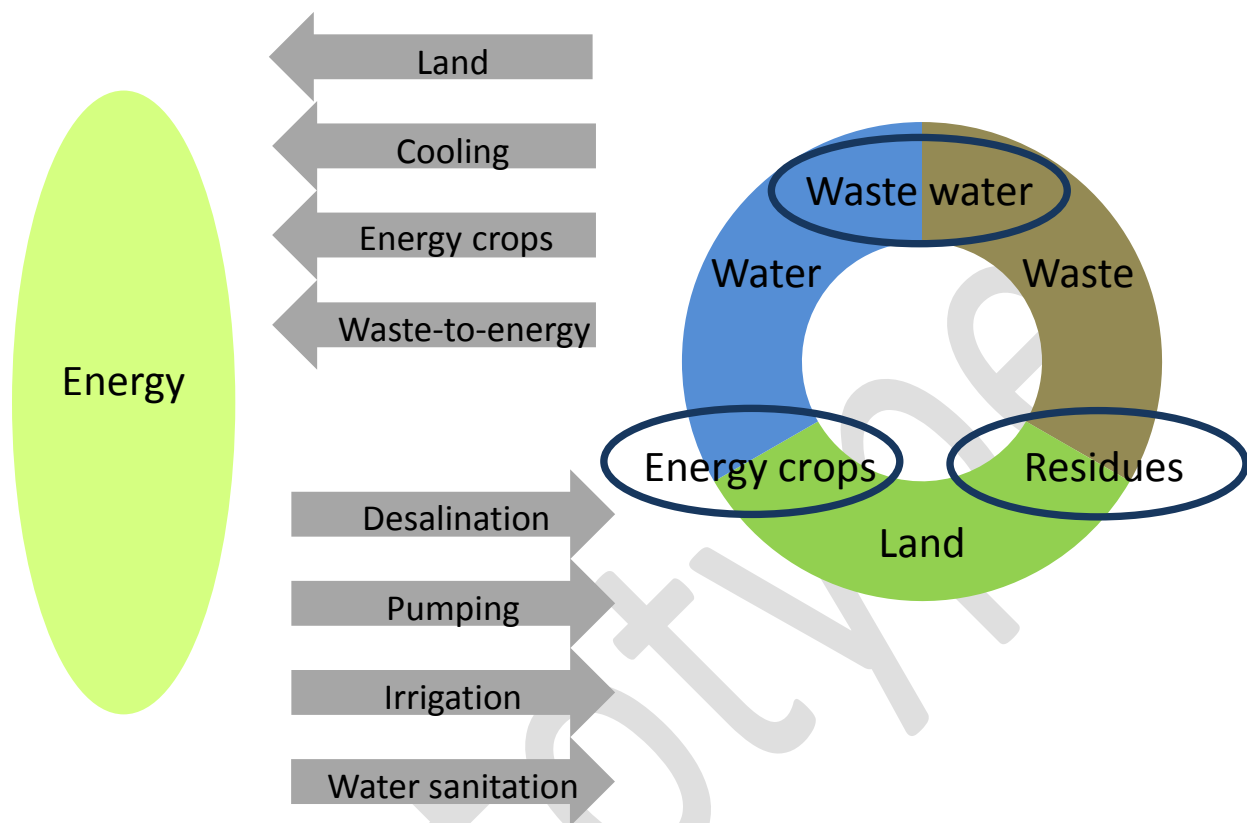 Land
Cooling
Energy crops
Waste-to-energy
Energy
Desalination
Pumping
Irrigation
Water sanitation
Waste water
Water
Waste
Energy crops
Residues
Land